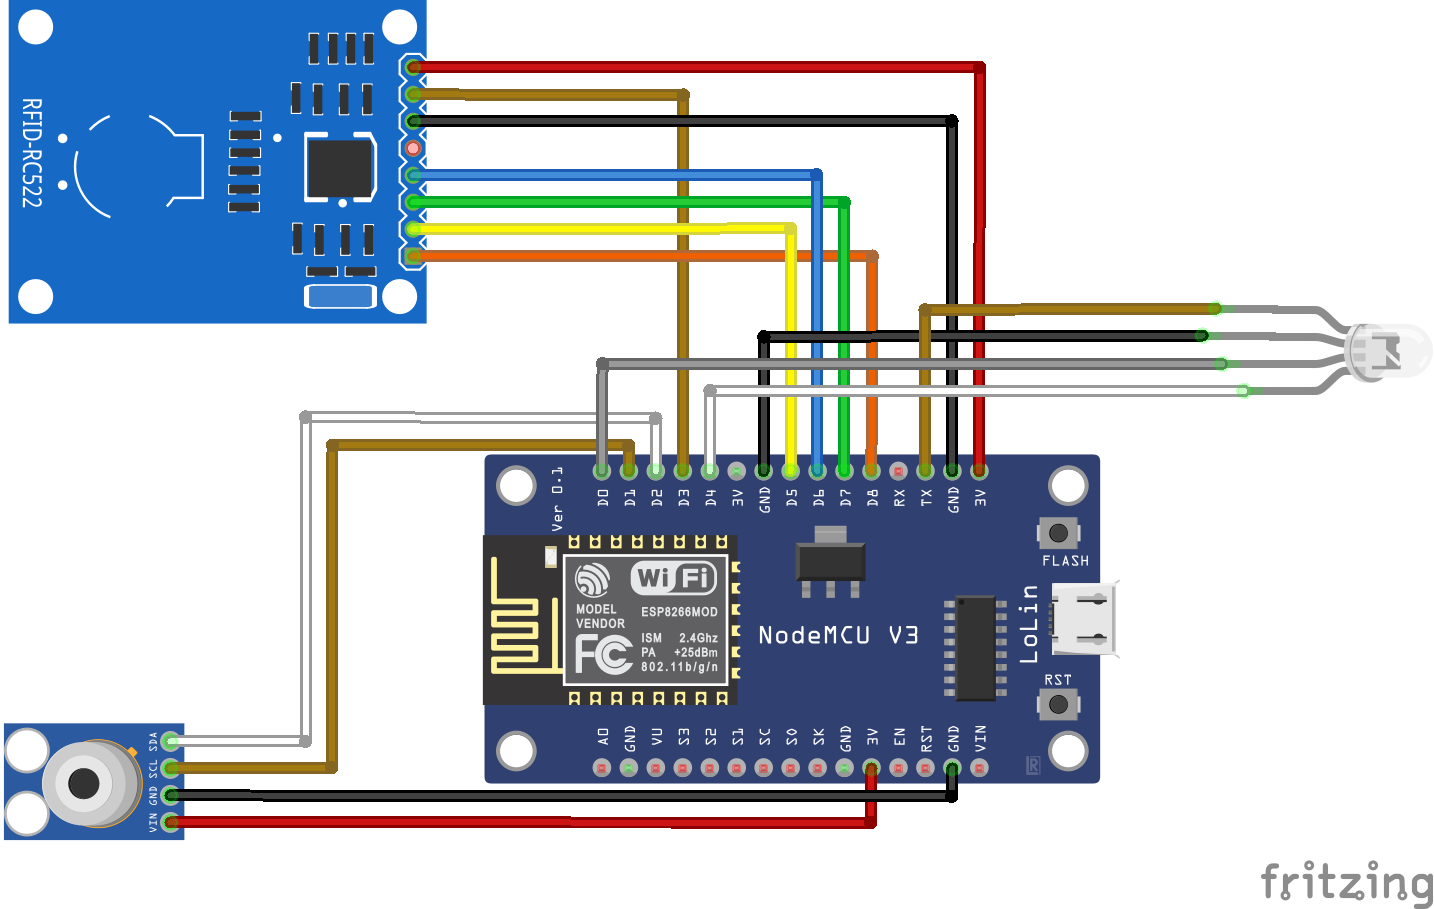 RFID-RC522
Ver 0.1
D0
D1
D2
D3
D4
3V
GND
D5
D6
D7
D8
RX
TX
GND
3V
FLASH
WiFi
MODEL
VENDOR
ESP8266MOD
ISM 2.4Ghz
PA +25dBm
802.11b/g/n
FC
NodeMCU V3
LoLin
RST
A0
GND
VU
S3
S2
S1
SC
S0
SK
GND
3V
EN
RST
GND
VIN
R
SDA
SCL
GND
VIN
fritzing